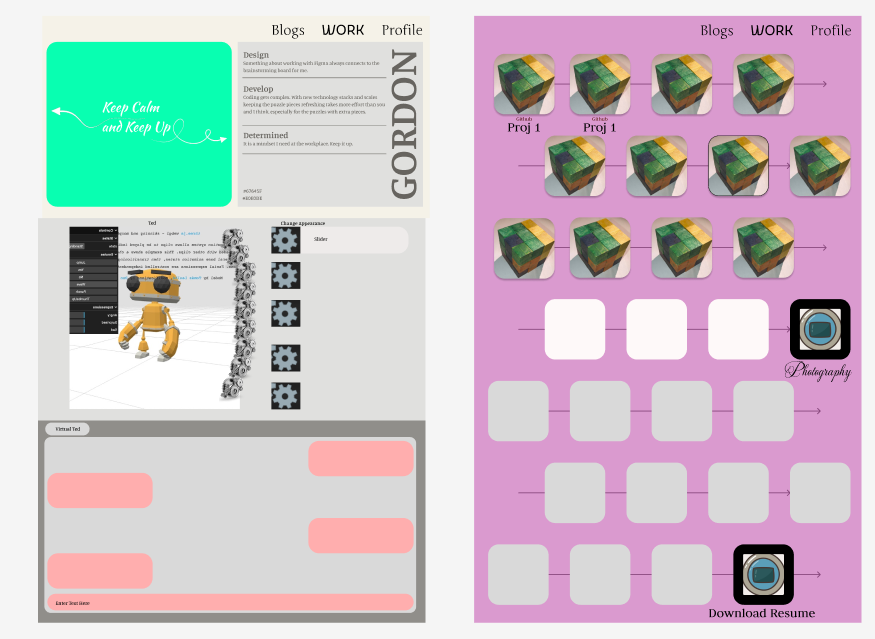 Blogs WORK Profile
Keep Calm
and Keep Up
Design
Something about working with Figma always connects to the
brainstorming board for me.
Develop
Coding gets complex. With new technology stacks and scales
keeping the puzzle pieces refreshing takes more effort than you
and I think especially for the puzzles with extra pieces.
Determined
It is a mindset I need at the workplace. Keep it up.
GORDON
Ted
Change Appearance
Slider
Virtual Ted
Enter Text Here
Blogs WORK Profile
Github
Proj 1
Github
Proj 1
Photography
Download Resume